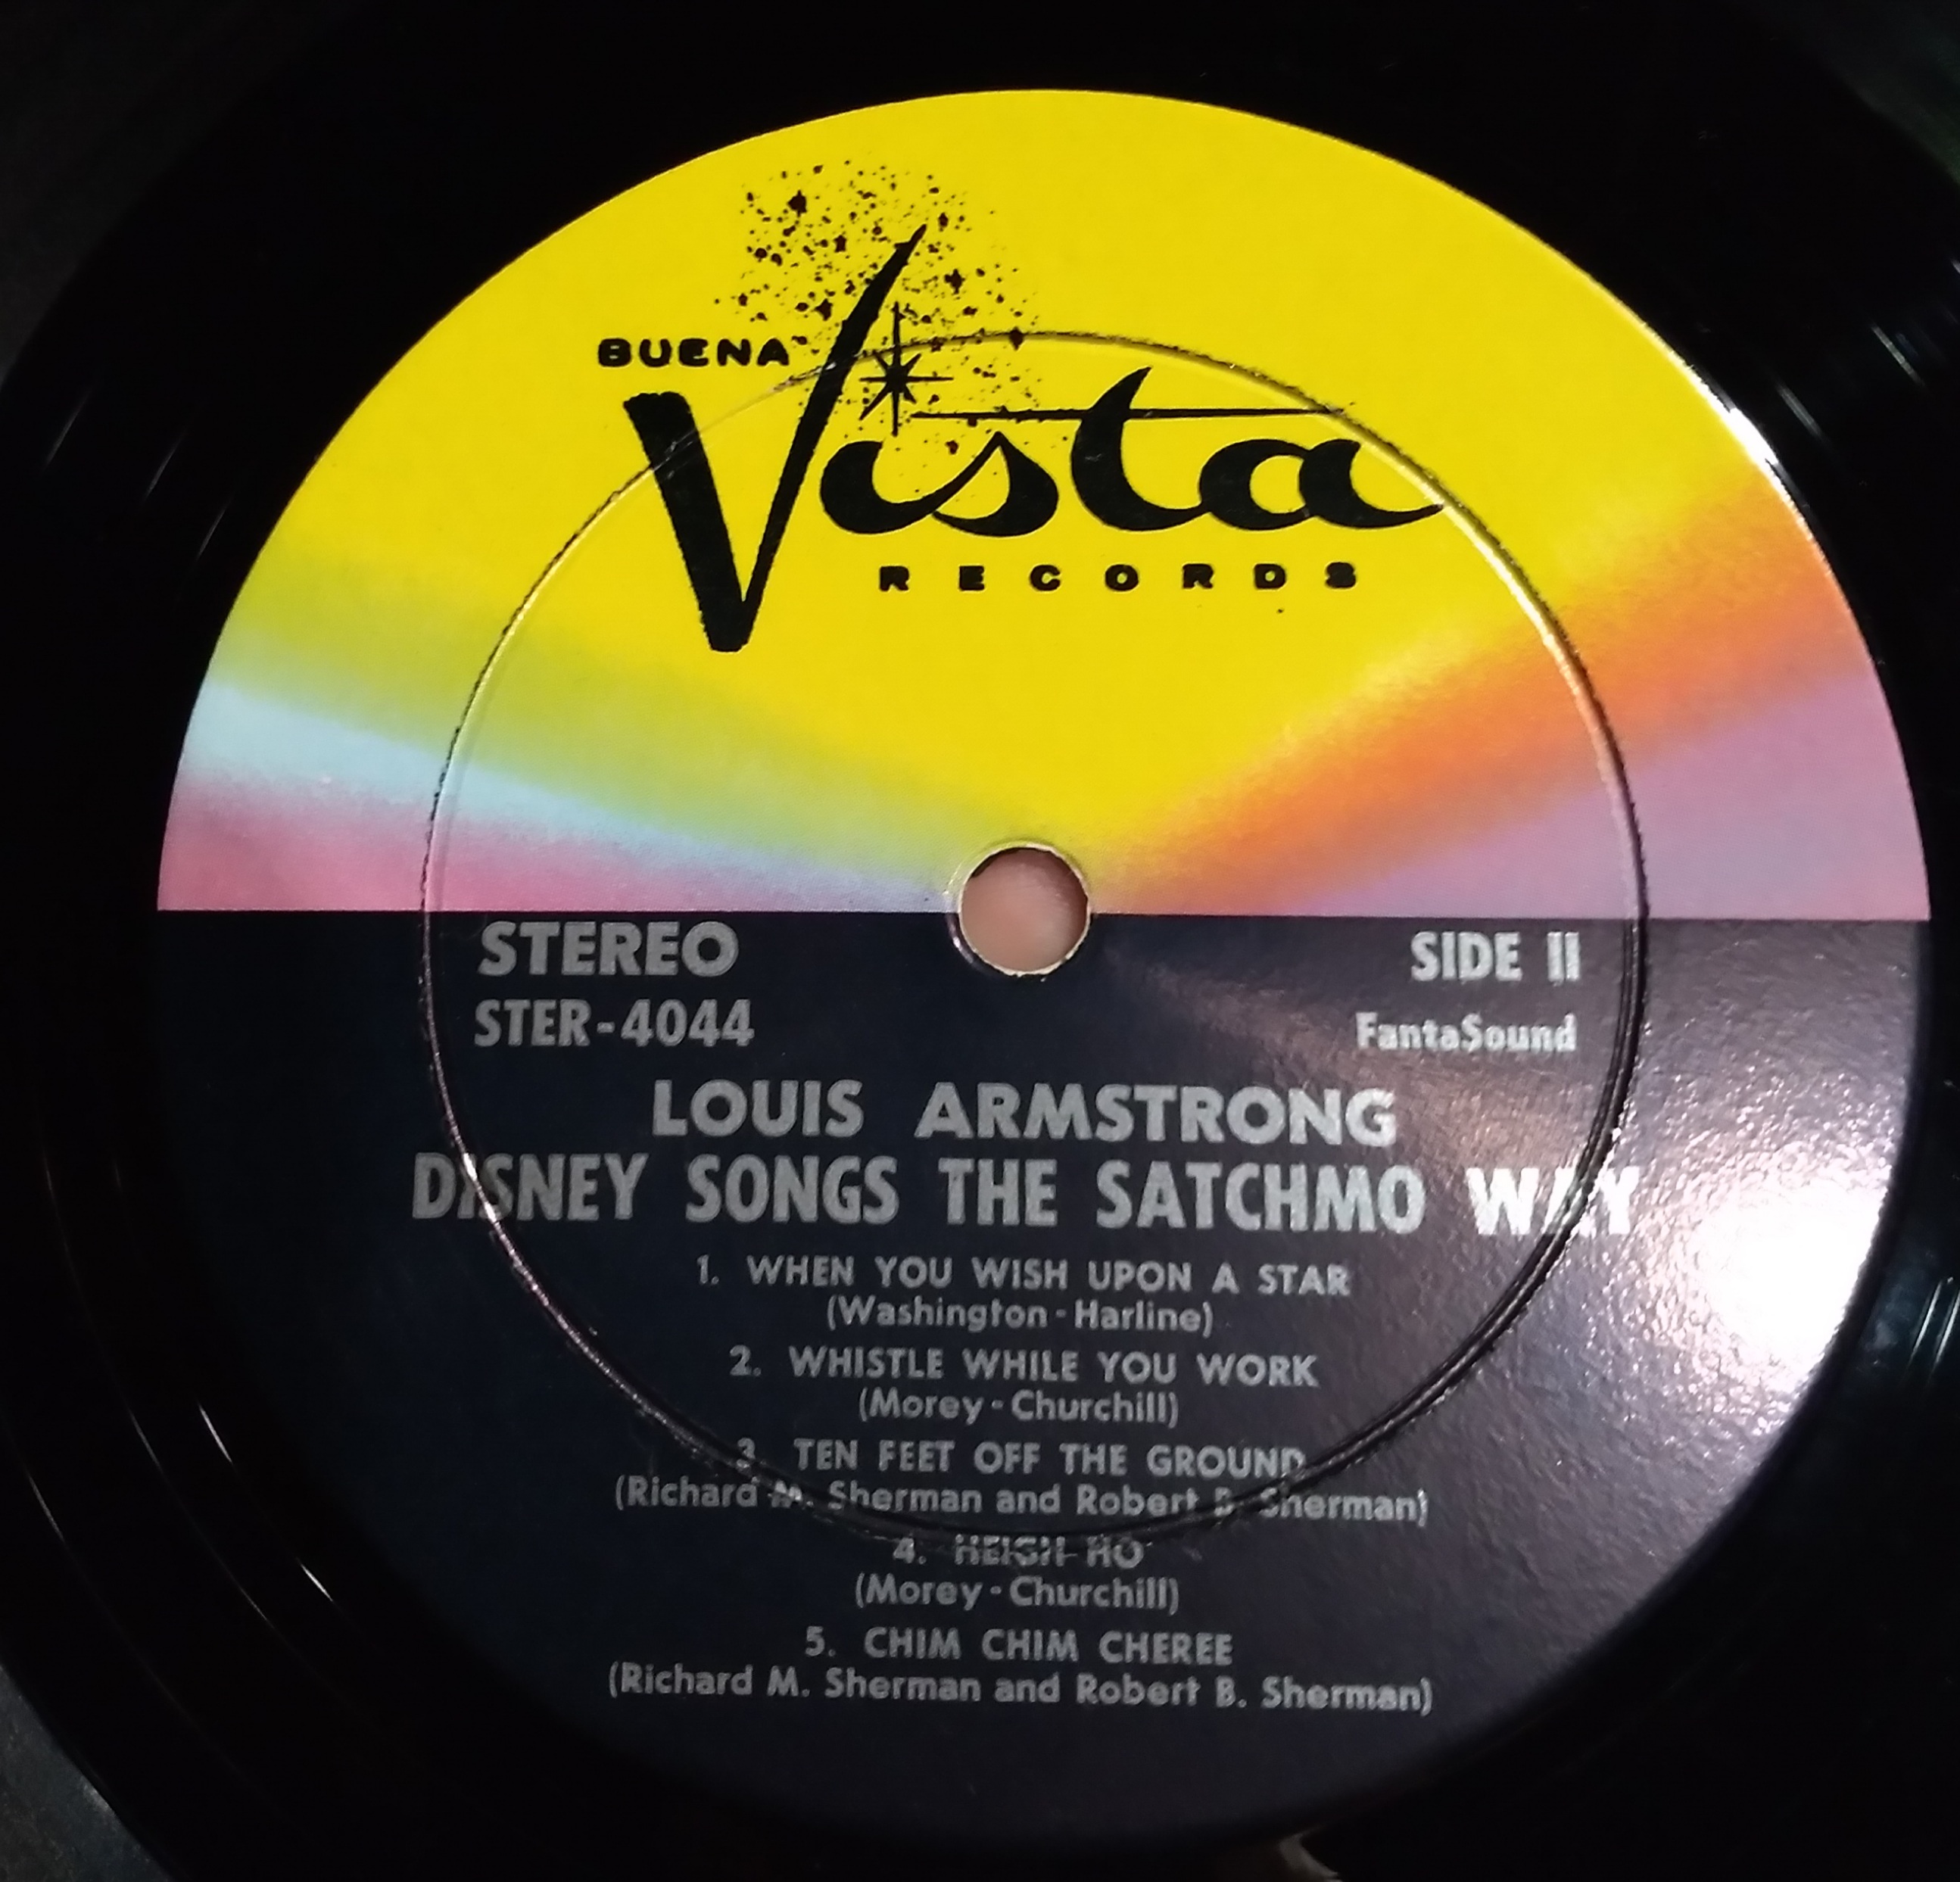 BUENA
Vista
RECORDS
STEREO
SIDE II
STER-4044
FantaSound
LOUIS ARMSTRONG
DISNEY SONGS THE SATCHMO WAY
1. WHEN YOU WISH UPON A STAR
(Washington-Harline)
2. WHISTLE WHILE YOU WORK
(Morey-Churchill)
3. TEN FEET OFF THE GROUND
(Richard M. Sherman and Robert B. Sherman)
4. HEIGH HO
(Morey-Churchill)
5. CHIM CHIM CHEREE
(Richard M. Sherman and Robert B. Sherman)